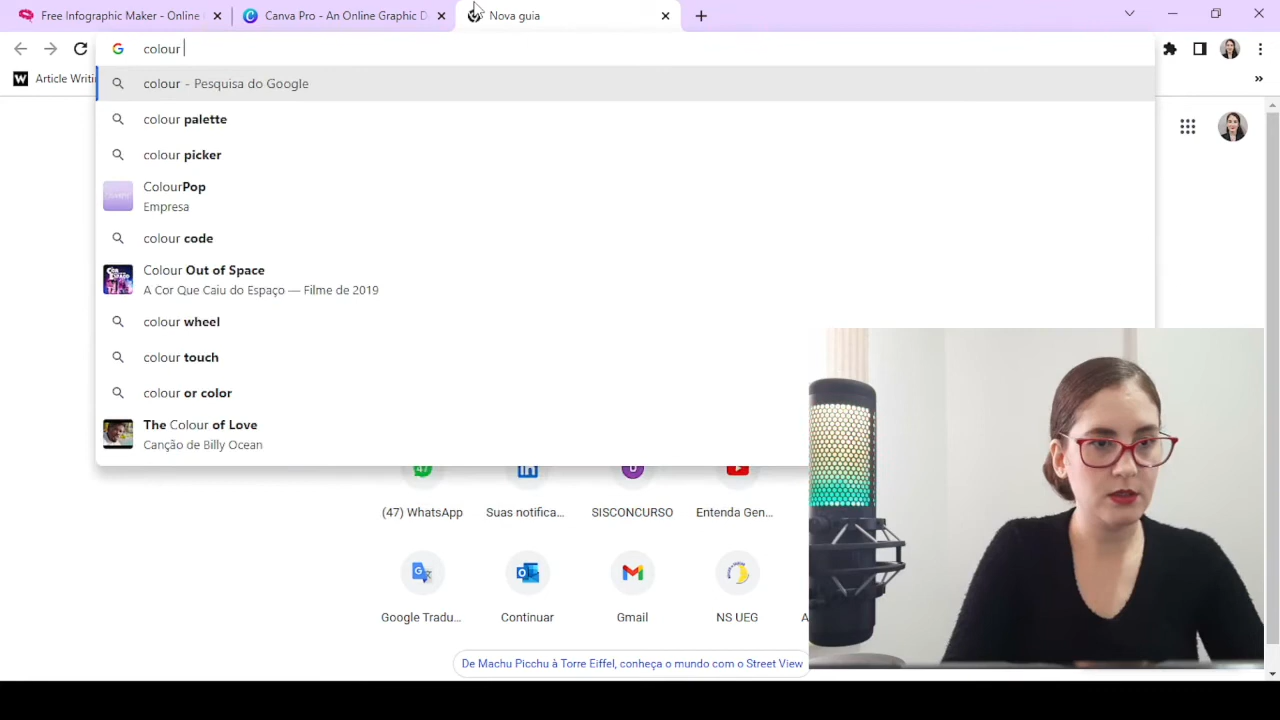 Free Infographic Maker - Online
Canva Pro - An Online Graphic D
Nova guia
colour
Article Writi
»
colour - Pesquisa do Google
colour palette
colour picker
ColourPop
Empresa
colour code
Colour Out of Space
A Cor Que Caiu do Espaço — Filme de 2019
colour wheel
colour touch
colour or color
The Colour of Love
Canção de Billy Ocean
(47) WhatsApp
Suas notifica...
SISCONCURSO
Entenda Gen...
Google Tradu...
Continuar
Gmail
NS UEG
A
De Machu Picchu à Torre Eiffel, conheça o mundo com o Street View